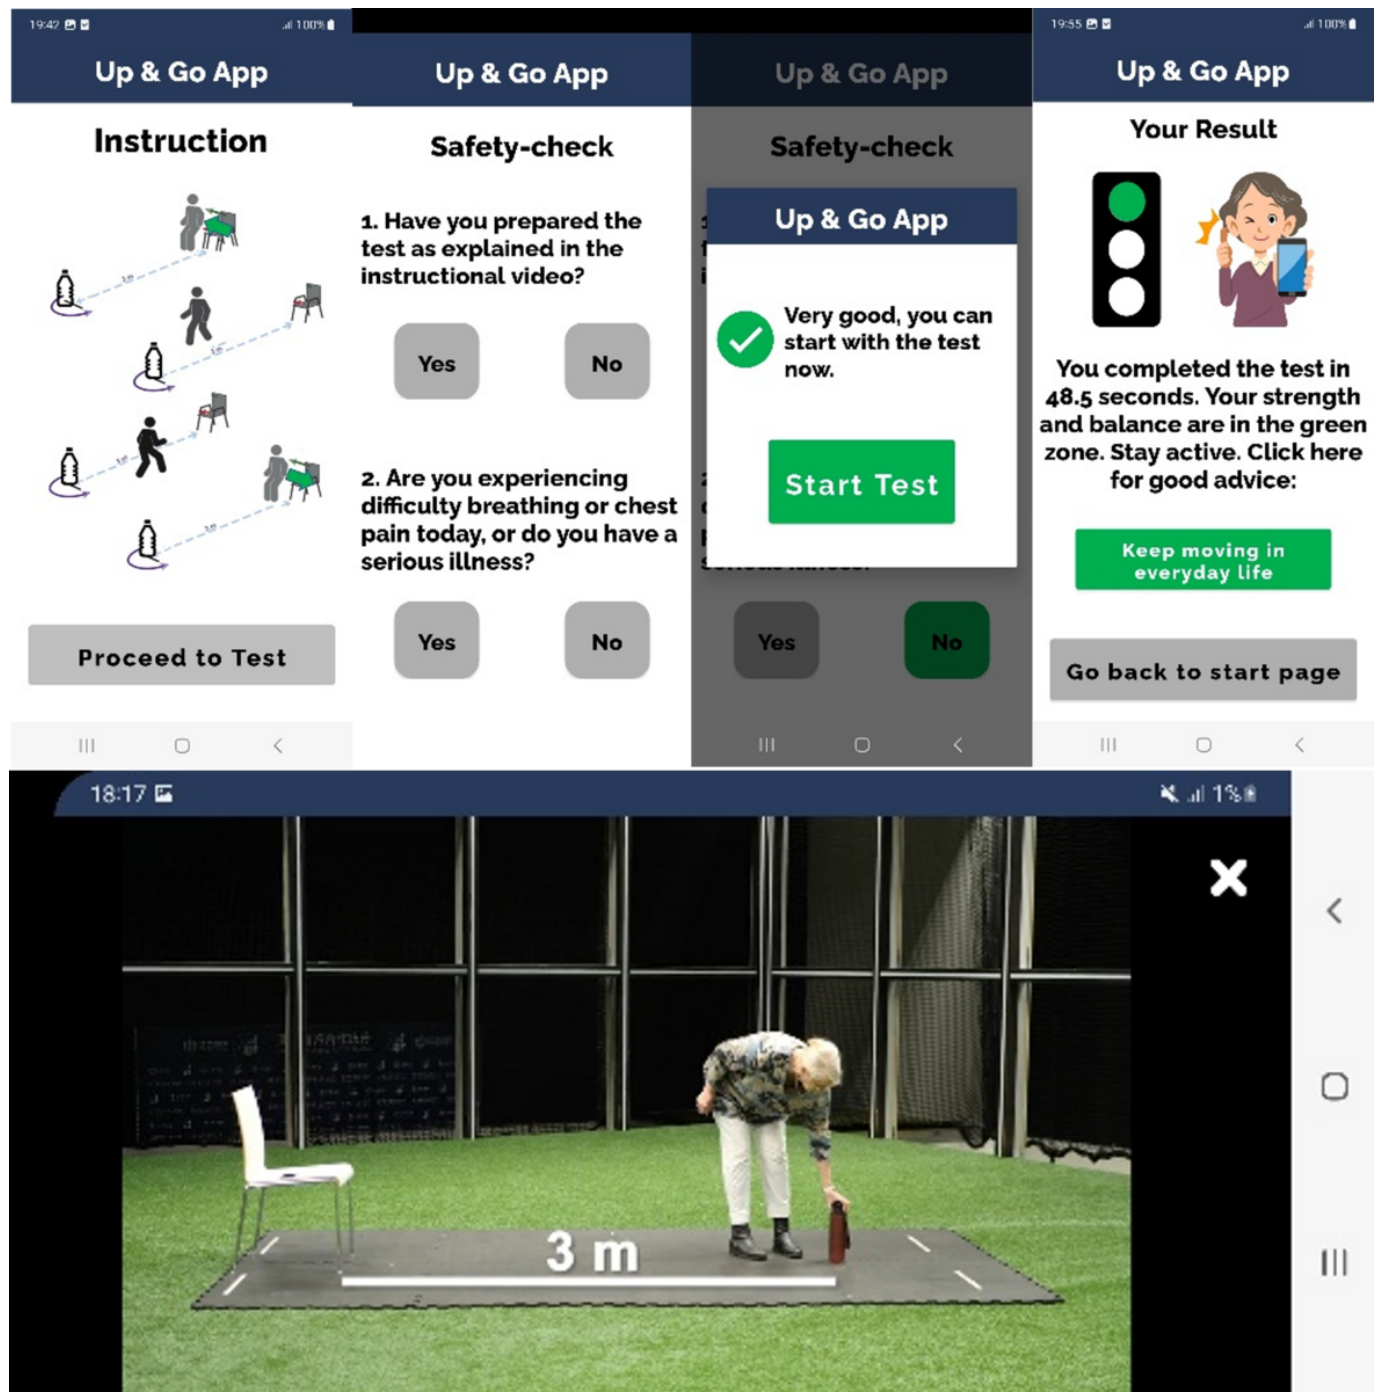 19:42
100%
Up & Go App
Instruction
3 m
Proceed to Test
Up & Go App
Safety-check
1. Have you prepared the
test as explained in the
instructional video?
Yes
No
2. Are you experiencing
difficulty breathing or chest
pain today, or do you have a
serious illness?
Yes
No
Up & Go App
Safety-check
Up & Go App
Very good, you can
start with the test
now.
Start Test
Yes
No
19:55
100%
Up & Go App
Your Result
You completed the test in
48.5 seconds. Your strength
and balance are in the green
zone. Stay active. Click here
for good advice:
Keep moving in
everyday life
Go back to start page
18:17
1%
3 m